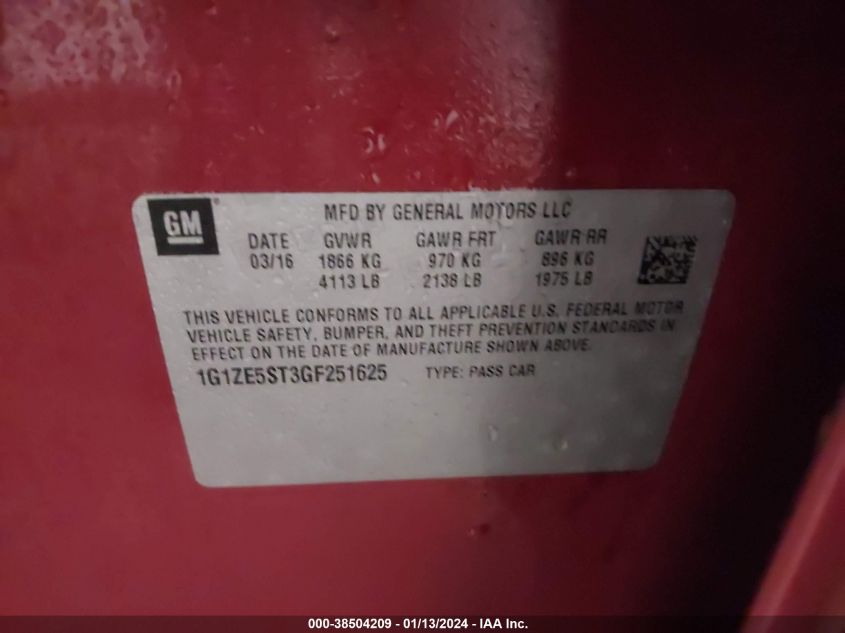 GM®
MFD BY GENERAL MOTORS LLC
DATE GVWR GAWR FRT GAWR RR
03/16 1866 KG 970 KG 896 KG
4113 LB 2138 LB 1975 LB
THIS VEHICLE CONFORMS TO ALL APPLICABLE U.S. FEDERAL MOTOR
VEHICLE SAFETY, BUMPER, AND THEFT PREVENTION STANDARDS IN
EFFECT ON THE DATE OF MANUFACTURE SHOWN ABOVE.
1G1ZE5ST3GF251625 TYPE: PASS CAR
000-38504209 - 01/13/2024 - IAA Inc.